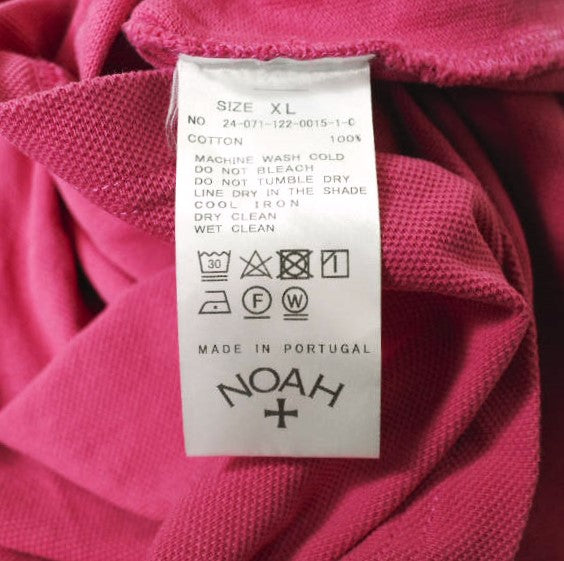 SIZE XL
NO 24-071-122-0015-1-0
COTTON 100%
MACHINE WASH COLD
DO NOT BLEACH
DO NOT TUMBLE DRY
LINE DRY IN THE SHADE
COOL IRON
DRY CLEAN
WET CLEAN
30
F W
MADE IN PORTUGAL
NOAH